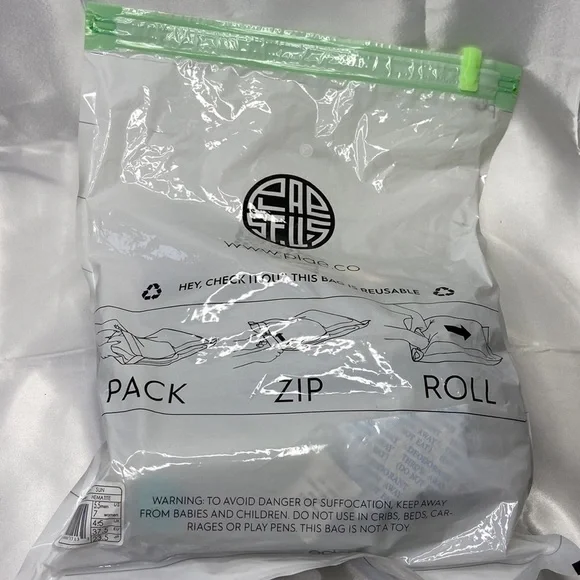 www.plae.co
HEY, CHECK IT OUT THIS BAG IS REUSABLE
PACK ZIP ROLL
WARNING: TO AVOID DANGER OF SUFFOCATION, KEEP AWAY
FROM BABIES AND CHILDREN. DO NOT USE IN CRIBS, BEDS, CAR-
RIAGES OR PLAY PENS. THIS BAG IS NOT A TOY
SUN
HEMATITE